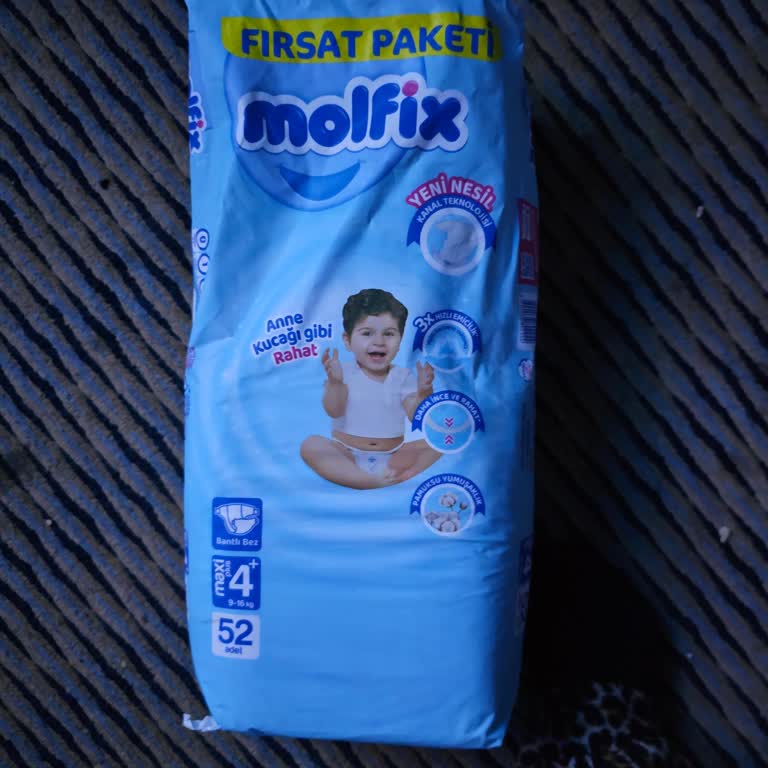 FIRSAT PAKETİ
molfix
YENİ NESİL
KANAL TEKNOLOJİSİ
Anne
Kucağı gibi
Rahat
3x HIZLI EMİCİLİK
DAHA İNCE VE RAHAT
PAMUKSU YUMUŞAKLIK
Bantlı Bez
maxi plus 4+
9-16 kg
52
adet